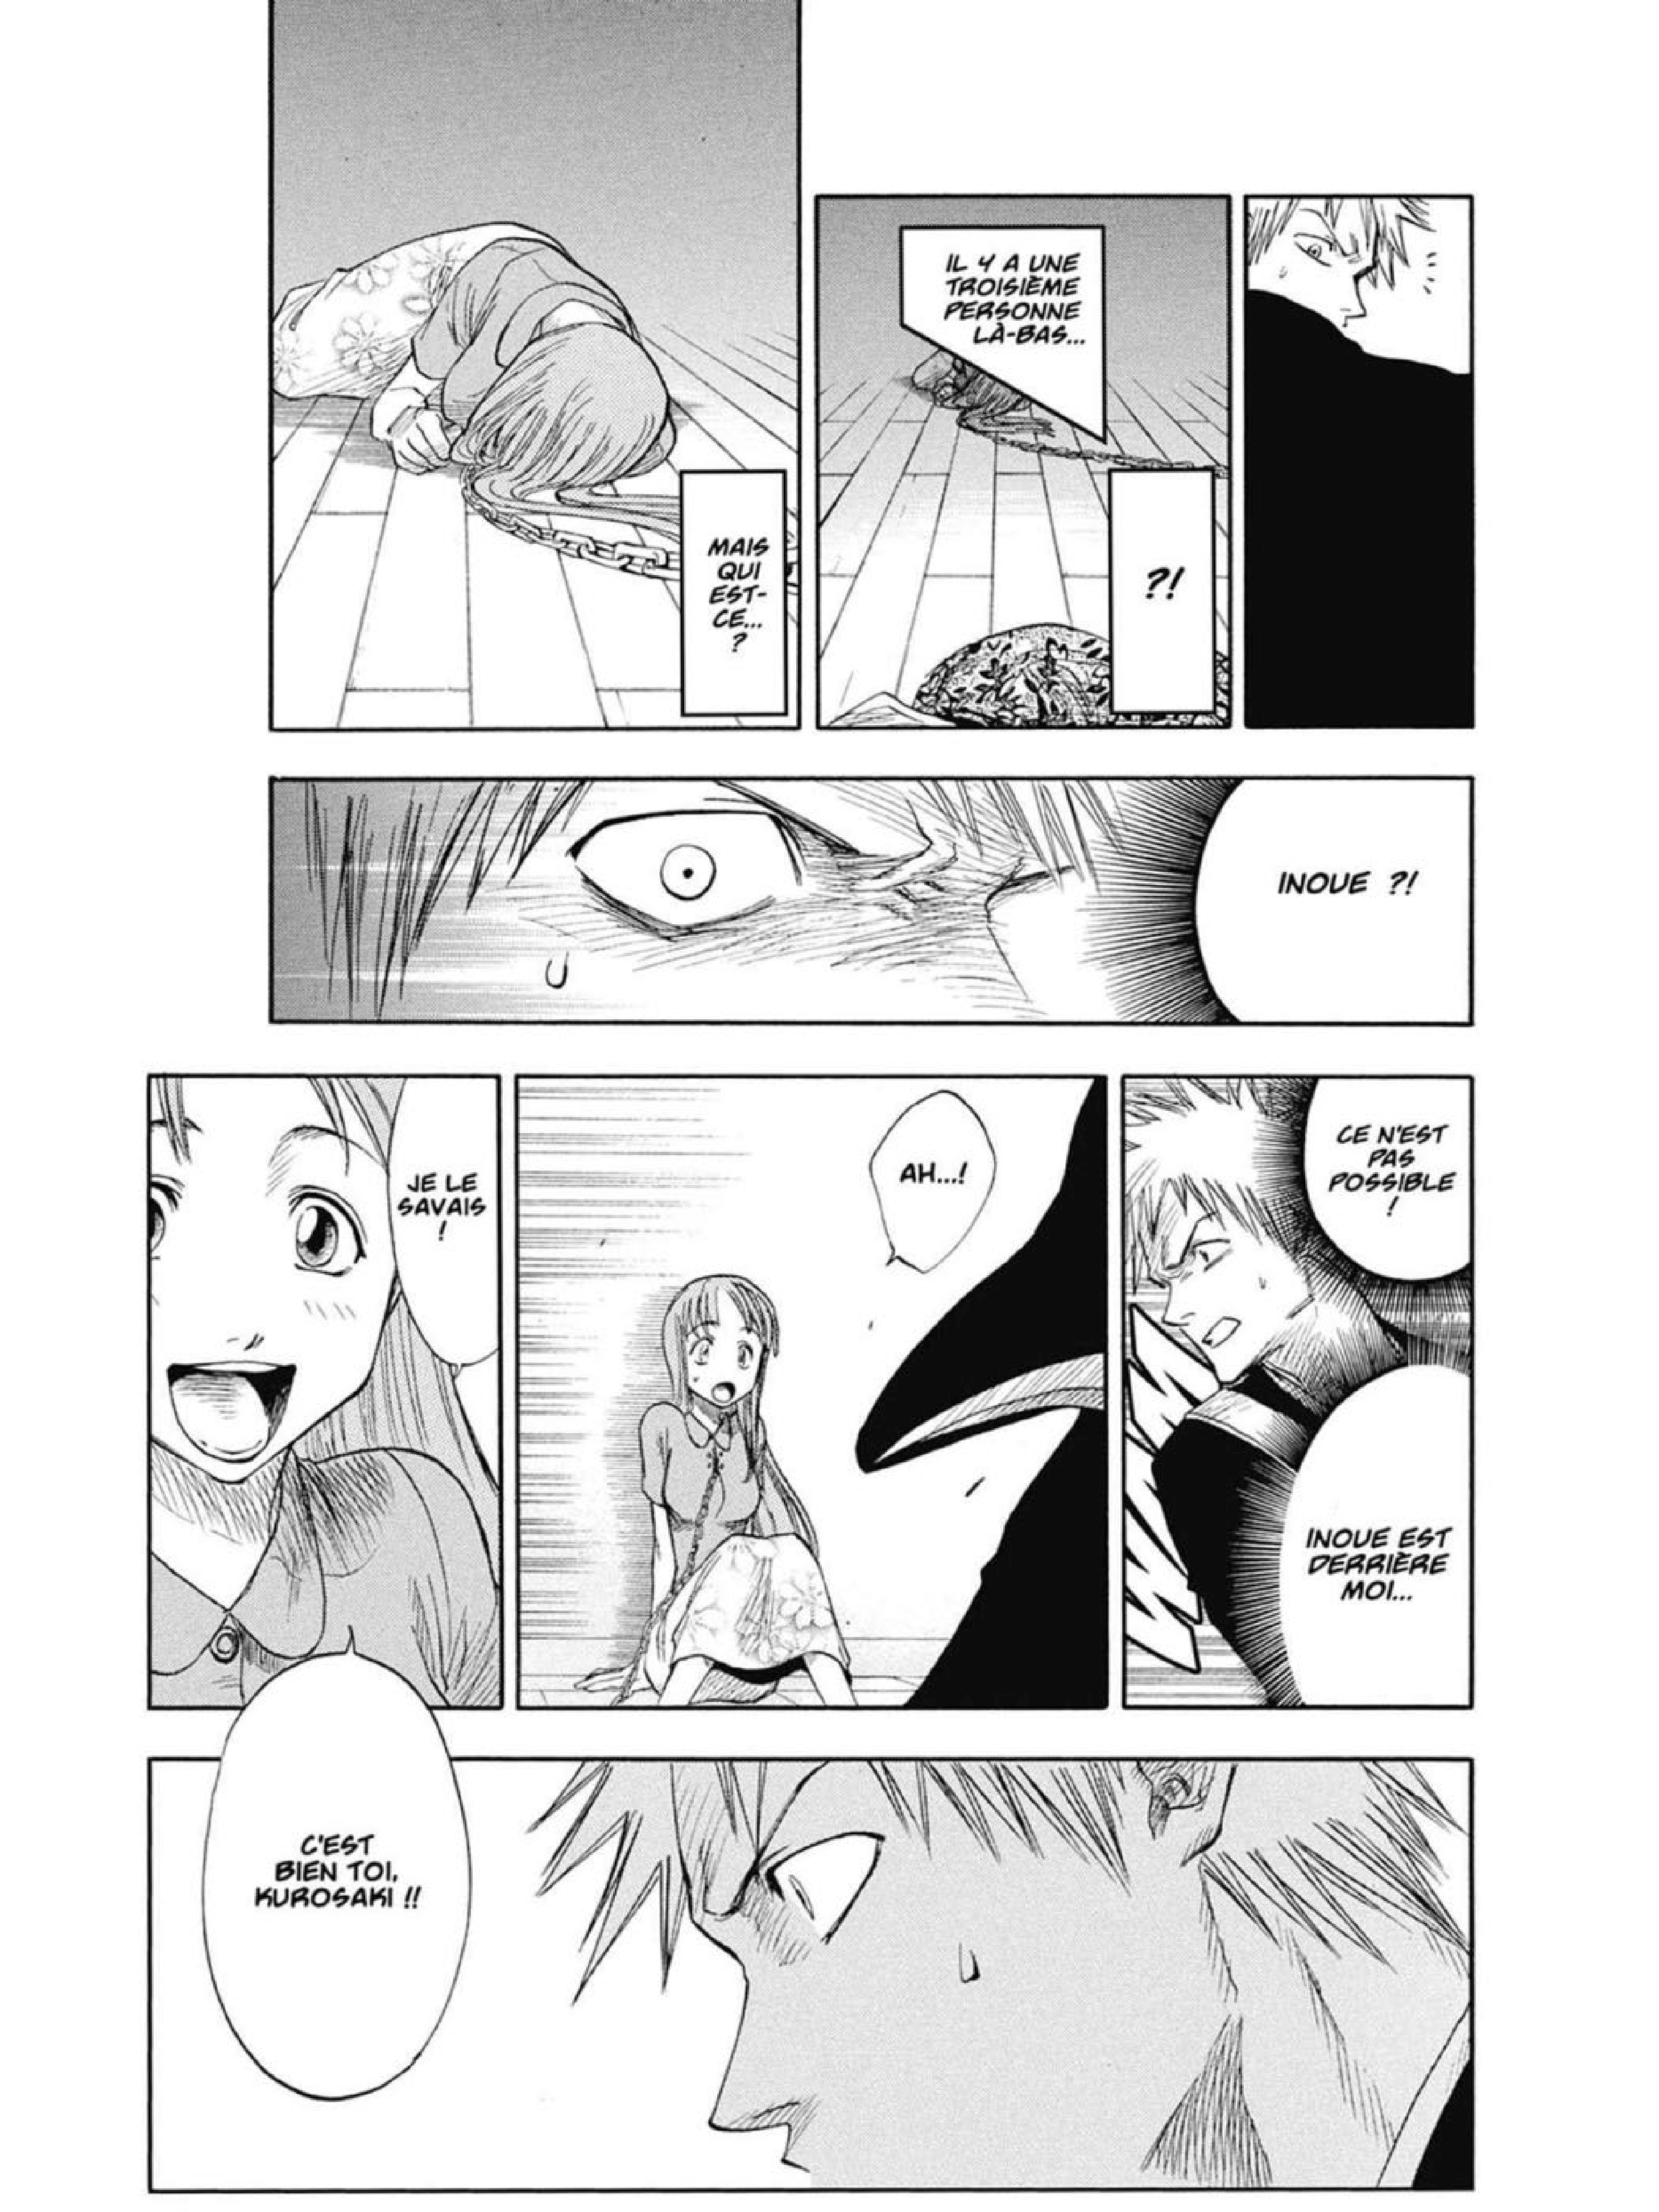 IL Y A UNE
TROISIÈME
PERSONNE
LÀ-BAS...
?!
MAIS
QUI
EST-
CE...
?
INOUE ?!
CE N'EST
PAS
POSSIBLE
!
INOUE EST
DERRIÈRE
MOI...
AH...!
JE LE
SAVAIS
!
C'EST
BIEN TOI,
KUROSAKI !!